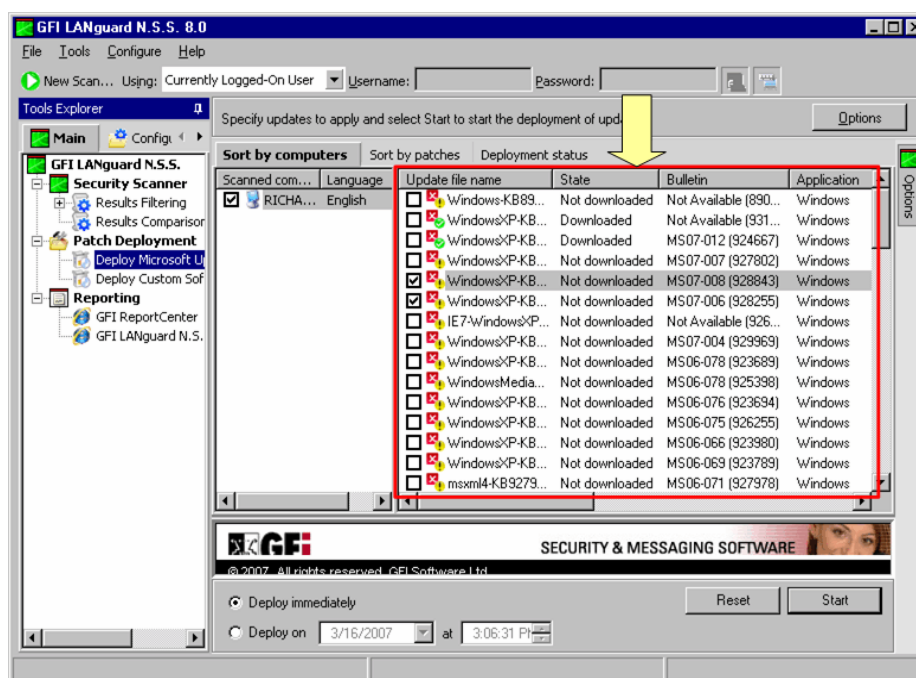 GFI LANguard N.S.S. 8.0
File Tools Configure Help
New Scan... Using: Currently Logged-On User Username: Password:
Tools Explorer
Main Configu
GFI LANguard N.S.S.
Security Scanner
Results Filtering
Results Comparisor
Patch Deployment
Deploy Microsoft U
Deploy Custom Sof
Reporting
GFI ReportCenter
GFI LANguard N.S.
Specify updates to apply and select Start to start the deployment of
Options
Sort by computers Sort by patches Deployment status
Scanned com... Language
RICHA... English
Update file name State Bulletin Application
Windows-KB89... Not downloaded Not Available (890... Windows
WindowsXP-KB... Downloaded Not Available (931... Windows
WindowsXP-KB... Downloaded MS07-012 (924667) Windows
WindowsXP-KB... Not downloaded MS07-007 (927802) Windows
WindowsXP-KB... Not downloaded MS07-008 (928843) Windows
WindowsXP-KB... Not downloaded MS07-006 (928255) Windows
IE7-WindowsXP... Not downloaded Not Available (926... Windows
WindowsXP-KB... Not downloaded MS07-004 (929969) Windows
WindowsXP-KB... Not downloaded MS06-078 (923689) Windows
WindowsMedia... Not downloaded MS06-078 (925398) Windows
WindowsXP-KB... Not downloaded MS06-076 (923694) Windows
WindowsXP-KB... Not downloaded MS06-075 (926255) Windows
WindowsXP-KB... Not downloaded MS06-066 (923980) Windows
WindowsXP-KB... Not downloaded MS06-069 (923789) Windows
msxml4-KB9279... Not downloaded MS06-071 (927978) Windows
Options
GFI SECURITY & MESSAGING SOFTWARE
© 2007. All rights reserved. GFI Software Ltd
Deploy immediately
Reset Start
Deploy on 3/16/2007 at 3:06:31 PM